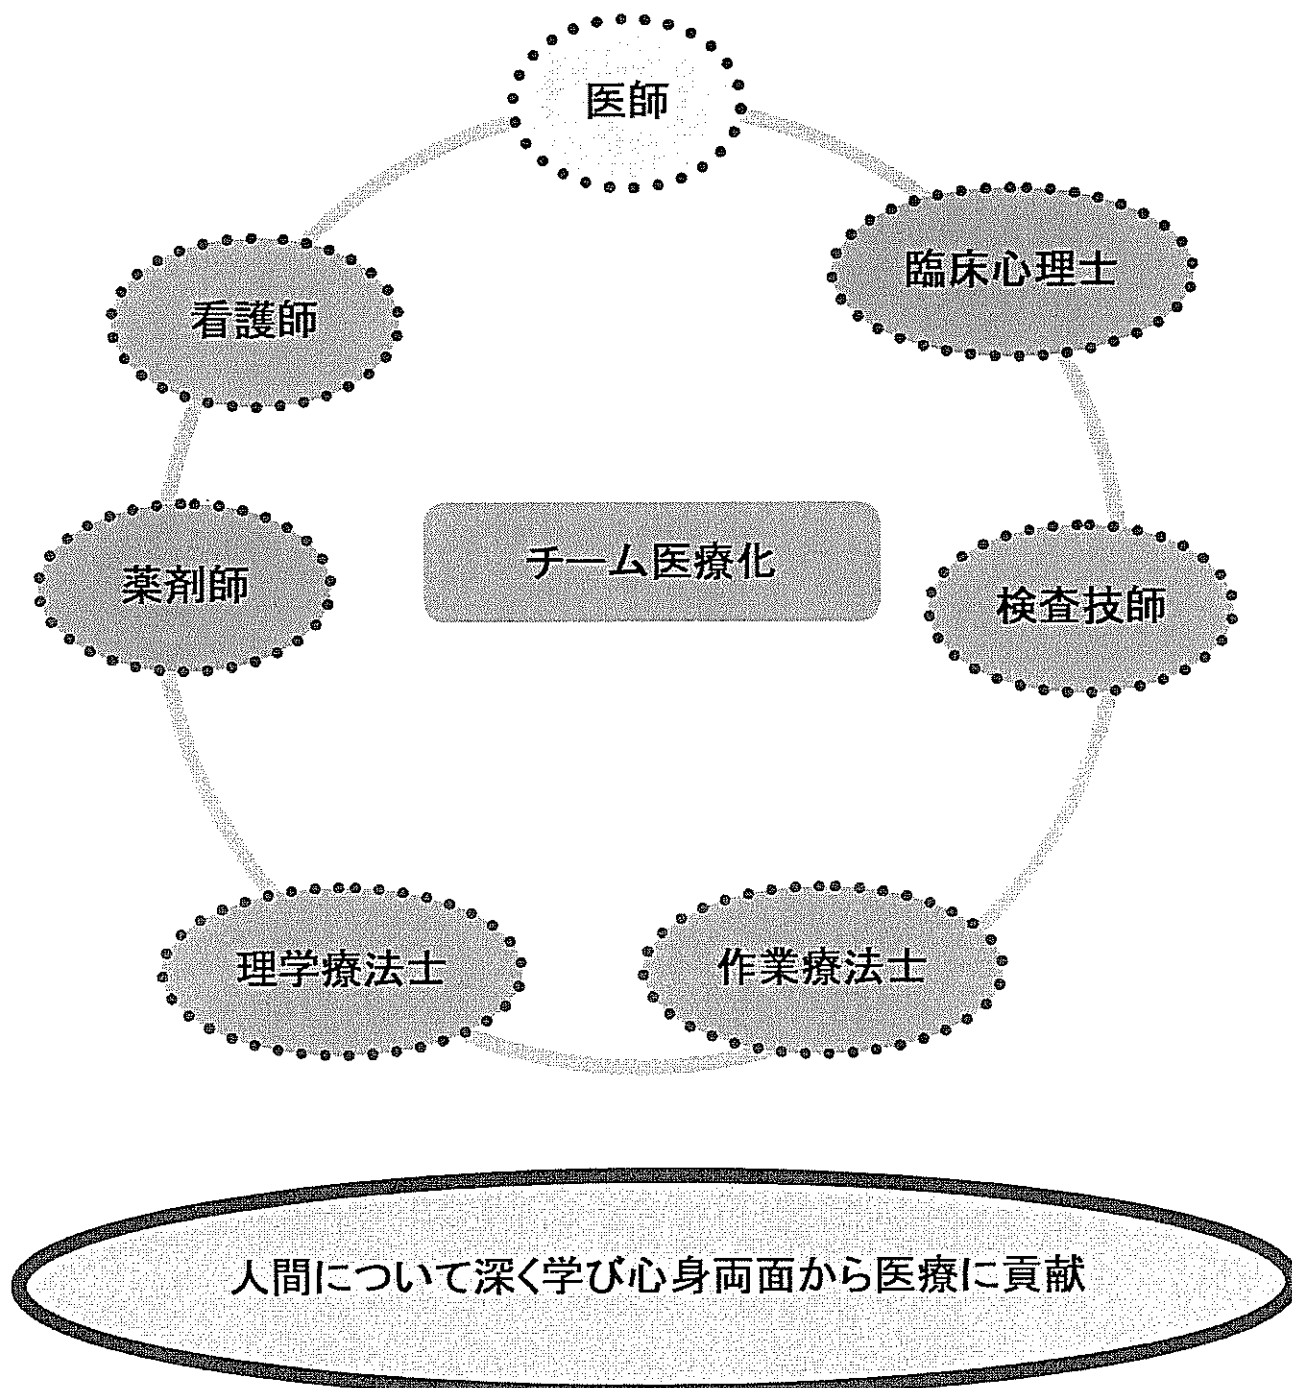 医師
臨床心理士
看護師
チーム医療化
薬剤師
検査技師
理学療法士
作業療法士
人間について深く学び心身両面から医療に貢献